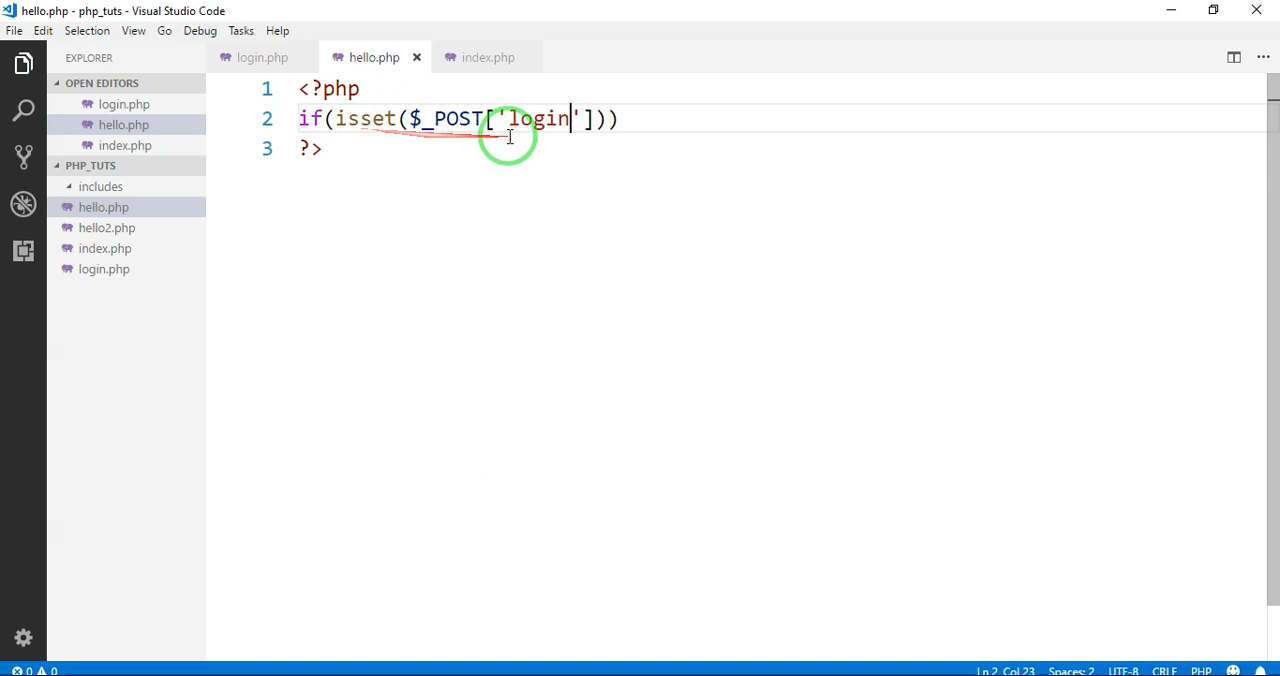 hello.php - php_tuts - Visual Studio Code
File Edit Selection View Go Debug Tasks Help
EXPLORER
OPEN EDITORS
login.php
hello.php
index.php
PHP_TUTS
includes
hello.php
hello2.php
index.php
login.php
login.php hello.php index.php
1 <?php
2 if(isset($_POST['login']))
3 ?>
0 0 Ln 2, Col 23 Spaces: 2 UTF-8 CRLF PHP